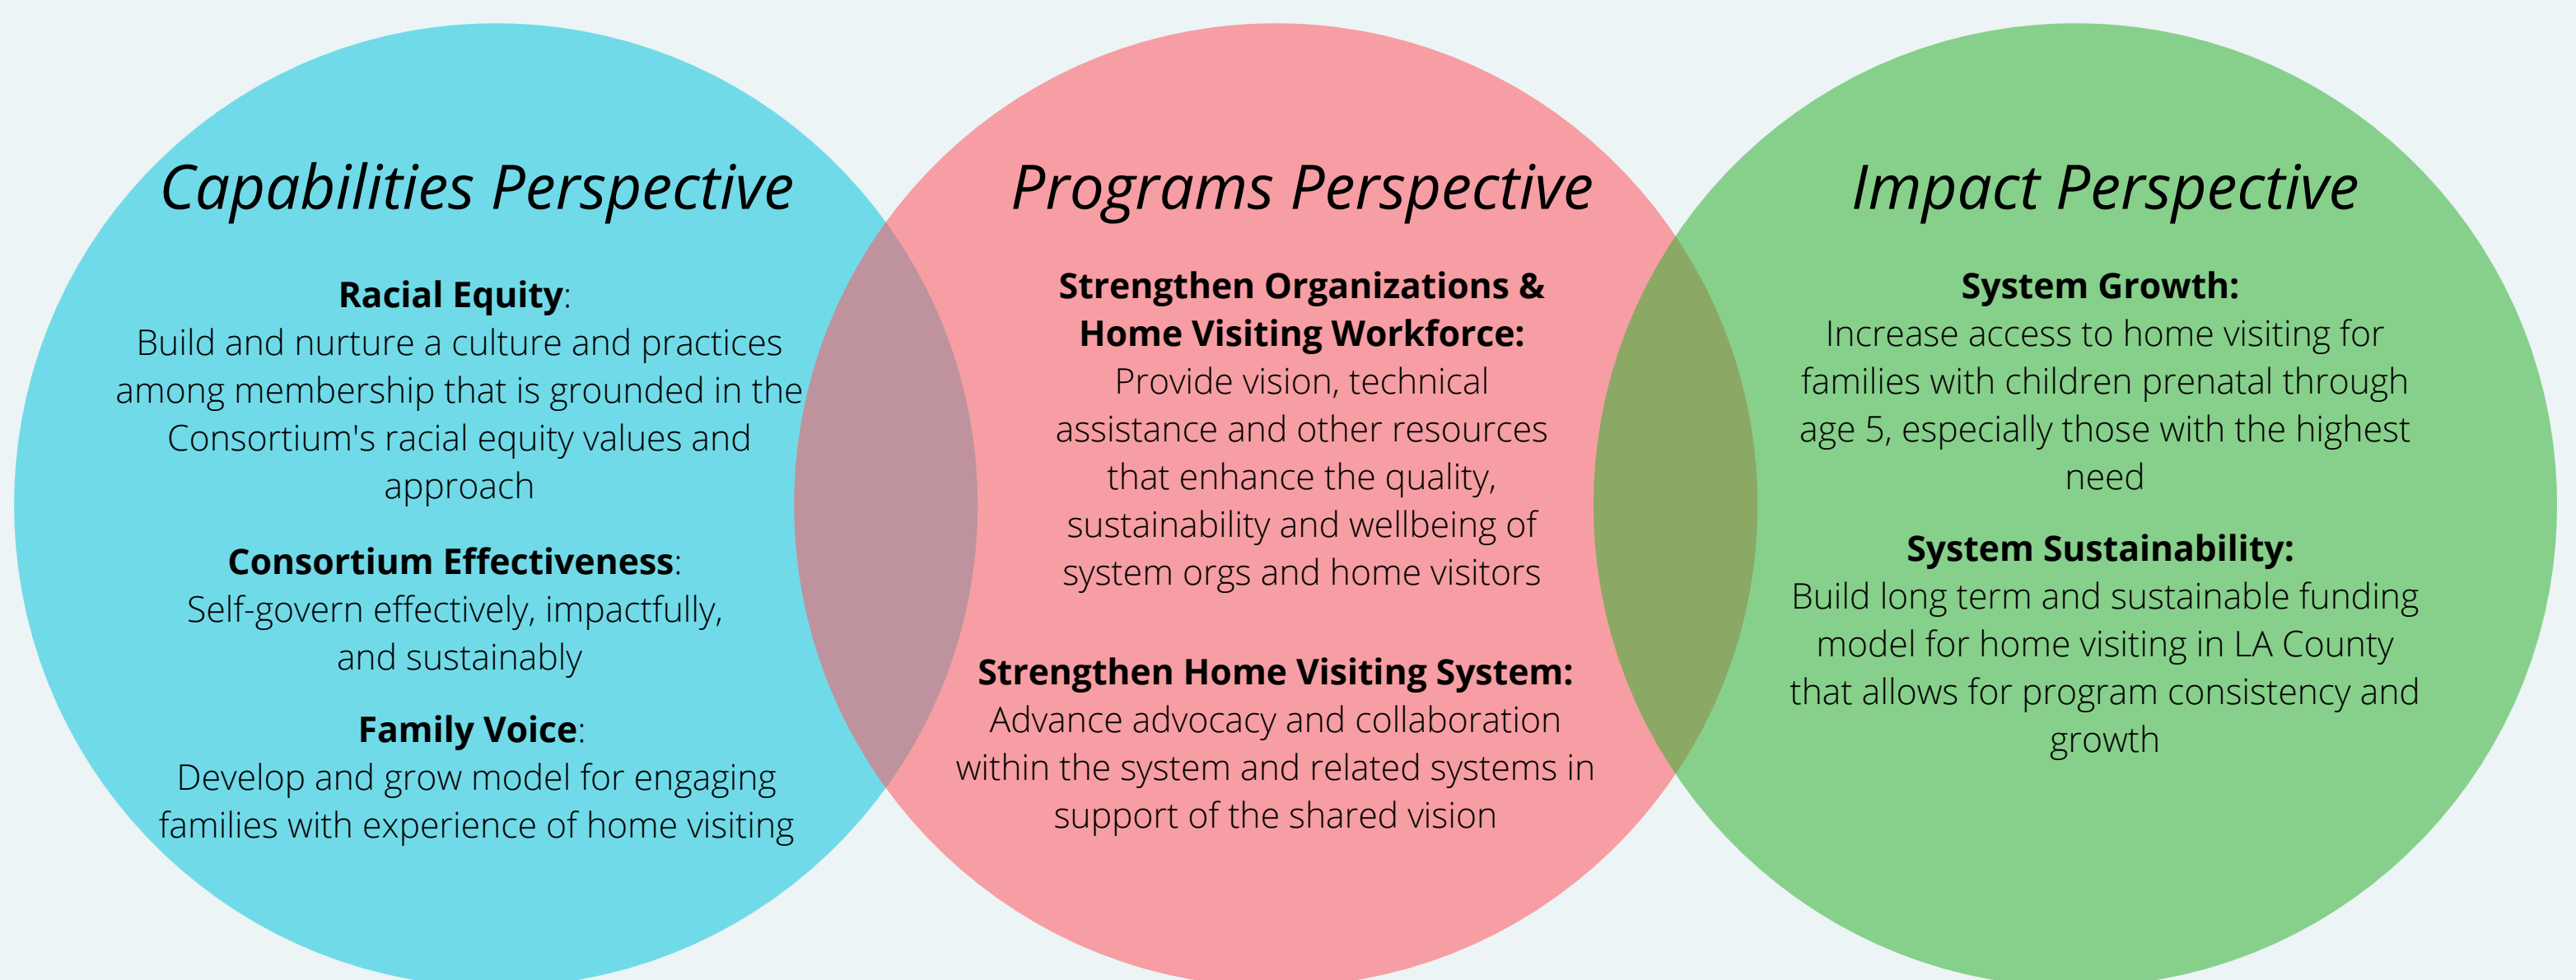 Capabilities Perspective
Racial Equity:
Build and nurture a culture and practices
among membership that is grounded in the
Consortium's racial equity values and
approach
Consortium Effectiveness:
Self-govern effectively, impactfully,
and sustainably
Family Voice:
Develop and grow model for engaging
families with experience of home visiting
Programs Perspective
Strengthen Organizations &
Home Visiting Workforce:
Provide vision, technical
assistance and other resources
that enhance the quality,
sustainability and wellbeing of
system orgs and home visitors
Strengthen Home Visiting System:
Advance advocacy and collaboration
within the system and related systems in
support of the shared vision
Impact Perspective
System Growth:
Increase access to home visiting for
families with children prenatal through
age 5, especially those with the highest
need
System Sustainability:
Build long term and sustainable funding
model for home visiting in LA County
that allows for program consistency and
growth